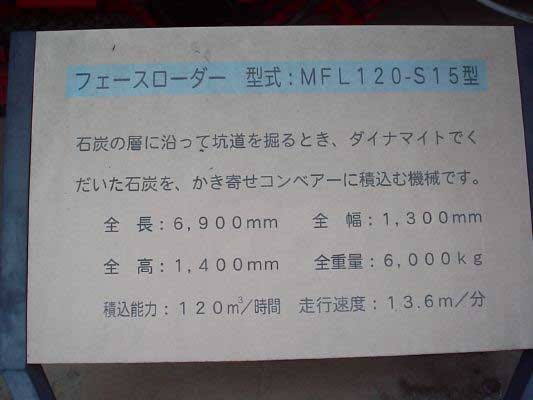 フェースローダー 型式：ＭＦＬ１２０-Ｓ１５型
石炭の層に沿って坑道を掘るとき、ダイナマイトでく
だいた石炭を、かき寄せコンベアーに積込む機械です。
全 長：６,９００ｍｍ 全 幅：１,３００ｍｍ
全 高：１,４００ｍｍ 全重量：６,０００ｋｇ
積込能力：１２０ｍ³／時間 走行速度：１３.６ｍ／分